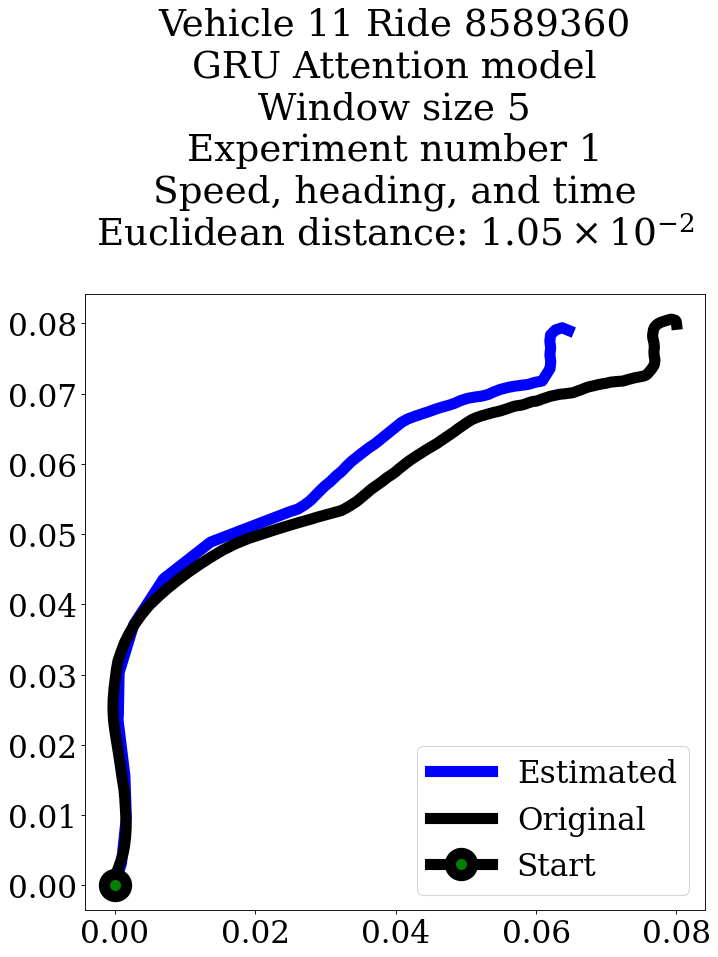 Vehicle 11 Ride 8589360
GRU Attention model
Window size 5
Experiment number 1
Speed, heading, and time
Euclidean distance: 1.05 × 10⁻²
0.08
0.07
0.06
0.05
0.04
0.03
0.02
0.01
0.00
Estimated
Original
Start
0.00 0.02 0.04 0.06 0.08